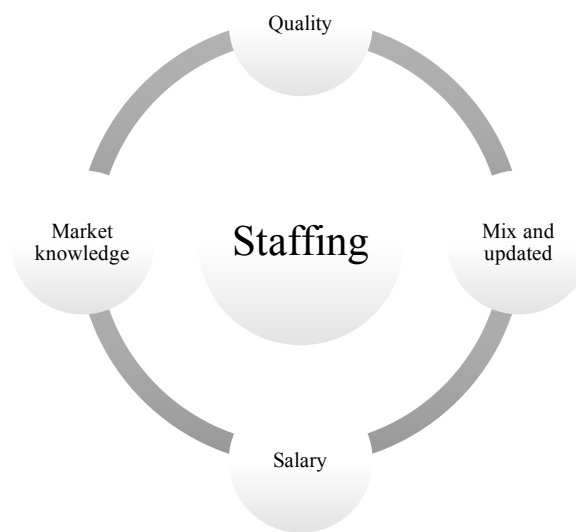 Quality
Market
knowledge
Staffing
Mix and
updated
Salary